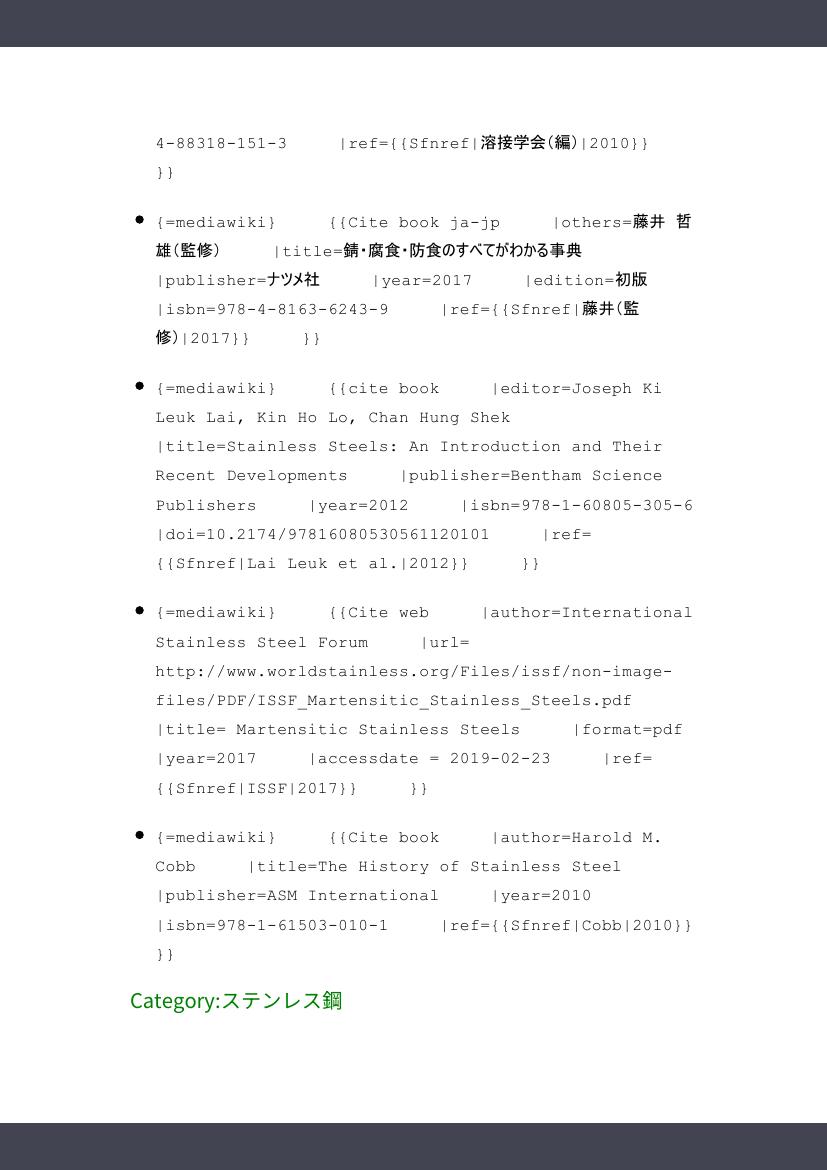 4-88318-151-3     |ref={{Sfnref|溶接学会(編)|2010}}
}}
● {=mediawiki}     {{Cite book ja-jp     |others=藤井 哲
雄(監修)     |title=錆・腐食・防食のすべてがわかる事典
|publisher=ナツメ社     |year=2017     |edition=初版
|isbn=978-4-8163-6243-9     |ref={{Sfnref|藤井(監
修)|2017}}     }}
● {=mediawiki}     {{cite book     |editor=Joseph Ki
Leuk Lai, Kin Ho Lo, Chan Hung Shek
|title=Stainless Steels: An Introduction and Their
Recent Developments     |publisher=Bentham Science
Publishers     |year=2012     |isbn=978-1-60805-305-6
|doi=10.2174/97816080530561120101     |ref=
{{Sfnref|Lai Leuk et al.|2012}}     }}
● {=mediawiki}     {{Cite web     |author=International
Stainless Steel Forum     |url=
http://www.worldstainless.org/Files/issf/non-image-
files/PDF/ISSF_Martensitic_Stainless_Steels.pdf
|title= Martensitic Stainless Steels     |format=pdf
|year=2017     |accessdate = 2019-02-23     |ref=
{{Sfnref|ISSF|2017}}     }}
● {=mediawiki}     {{Cite book     |author=Harold M.
Cobb     |title=The History of Stainless Steel
|publisher=ASM International     |year=2010
|isbn=978-1-61503-010-1     |ref={{Sfnref|Cobb|2010}}
}}
Category:ステンレス鋼